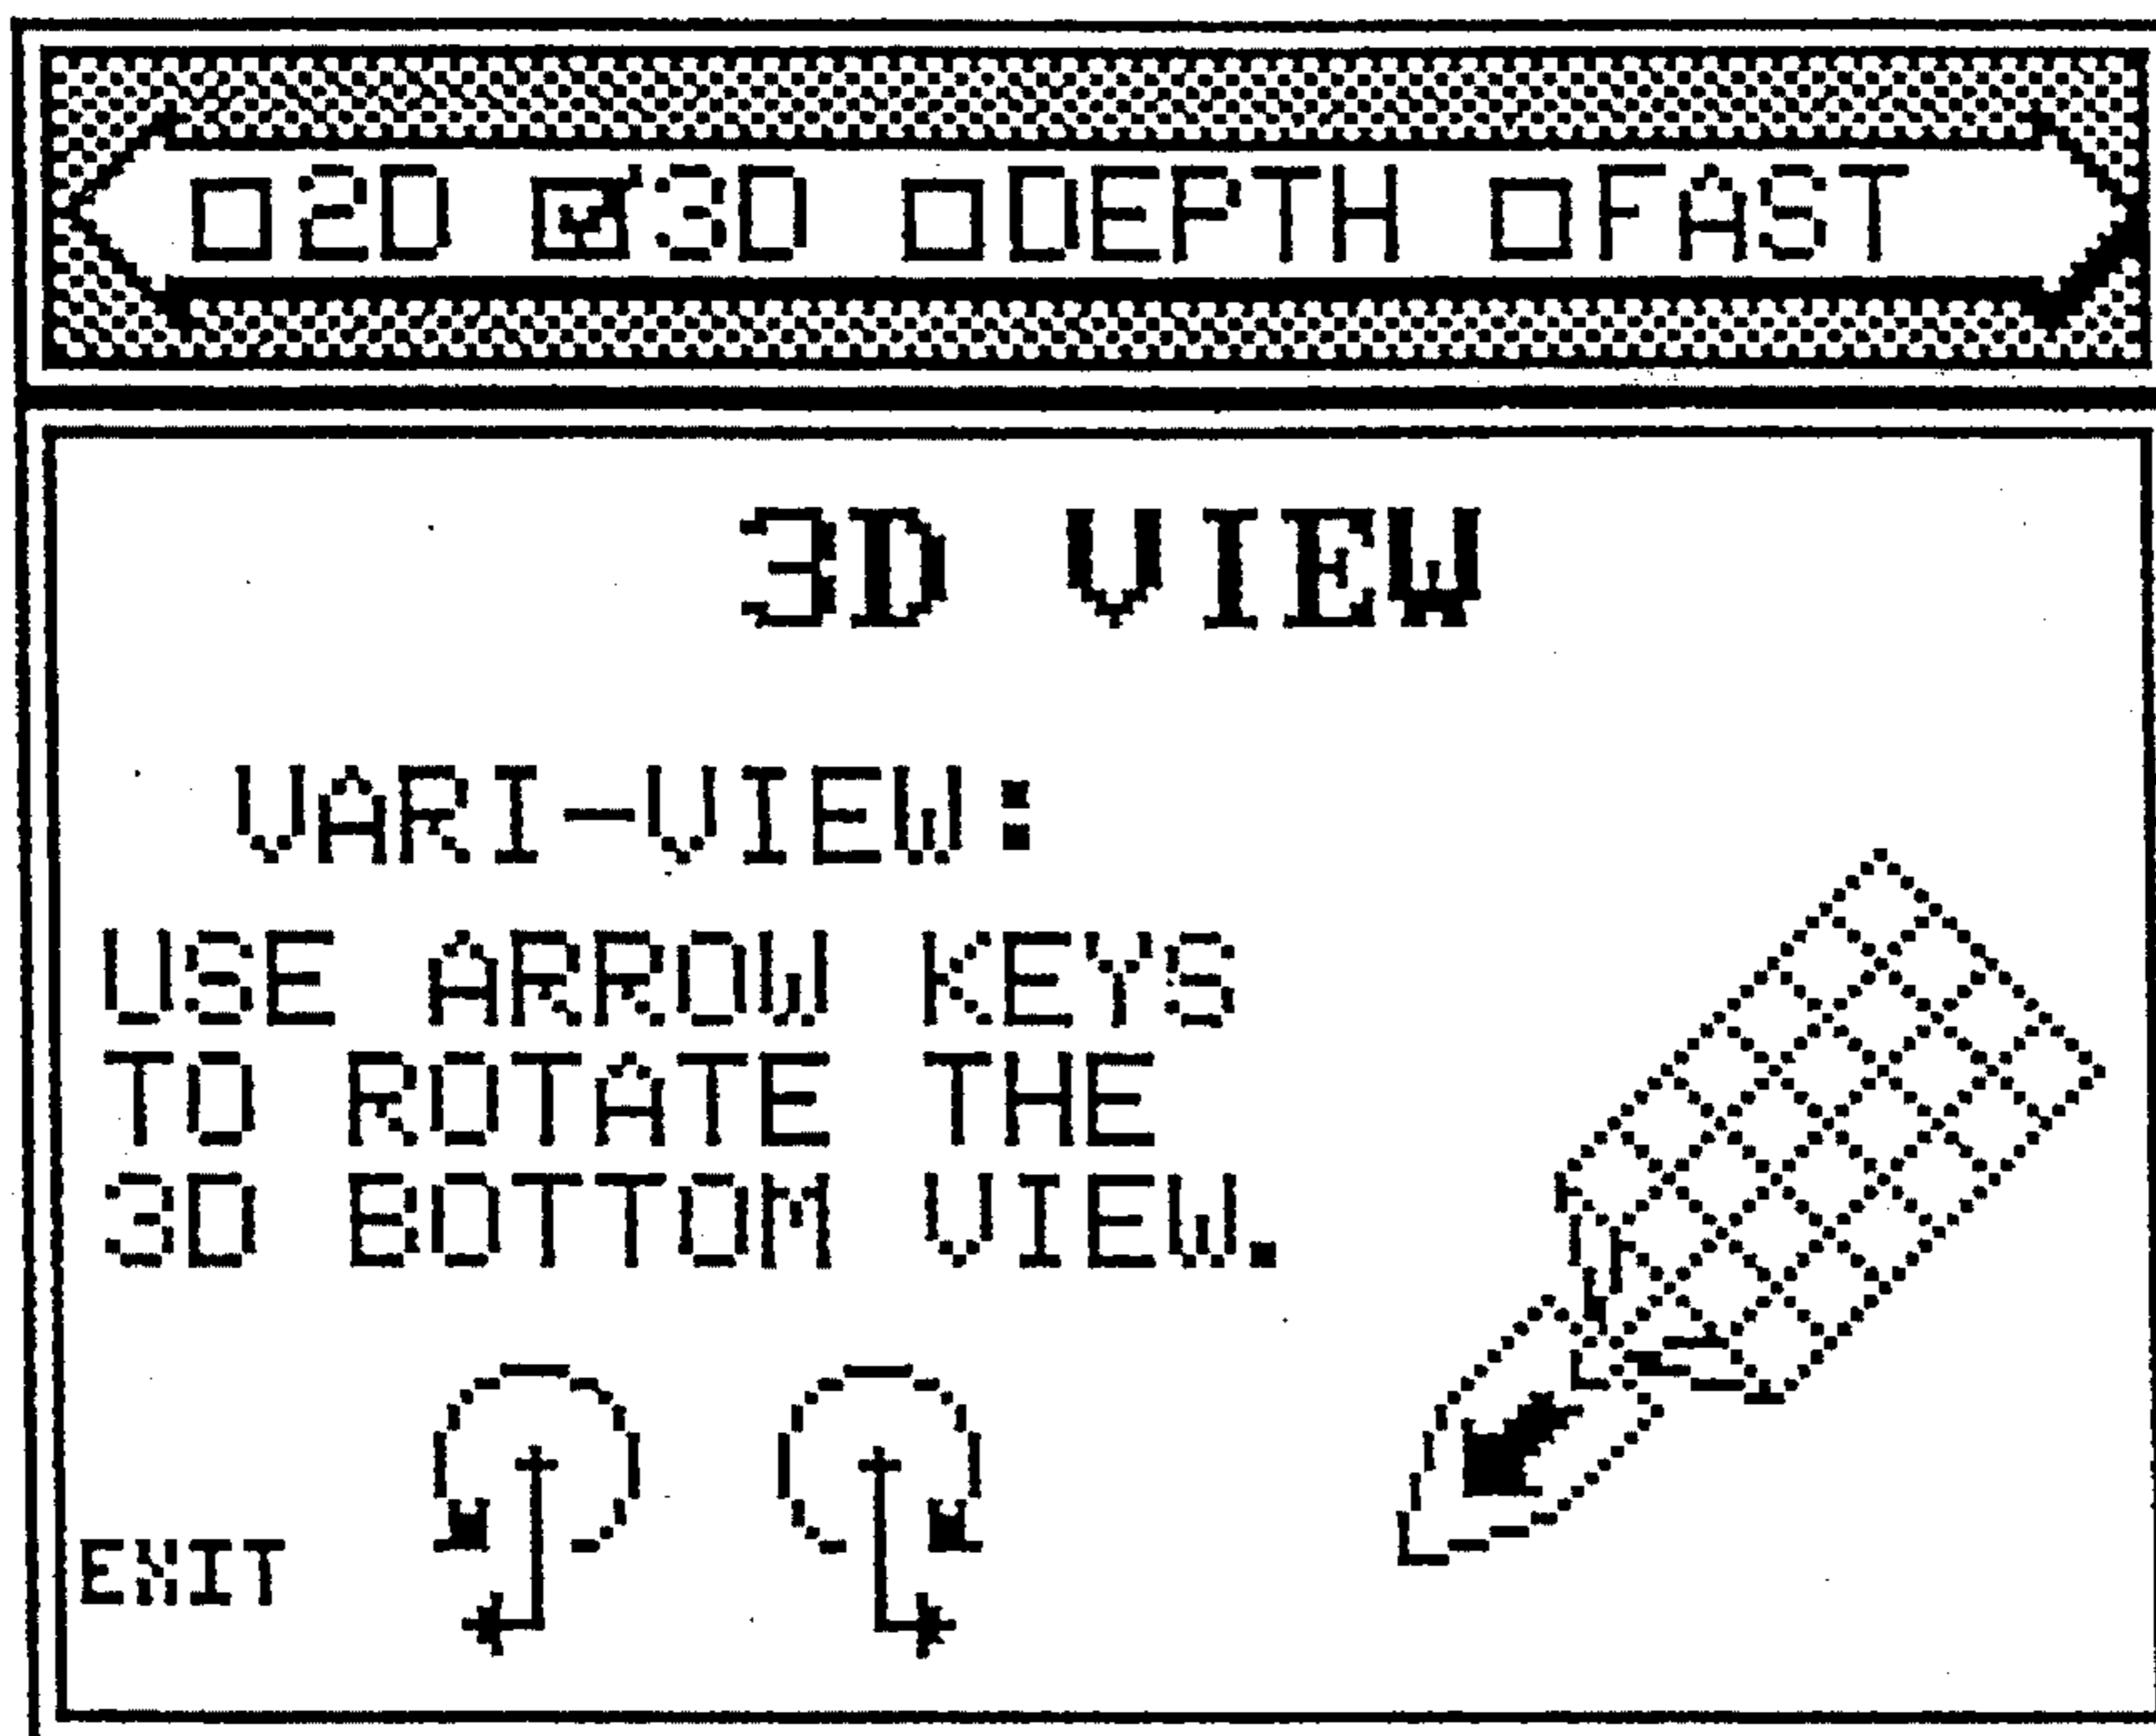 2D 3D DEPTH FAST
3D VIEW
VARI-VIEW:
USE ARROW KEYS
TO ROTATE THE
3D BOTTOM VIEW.
EXIT